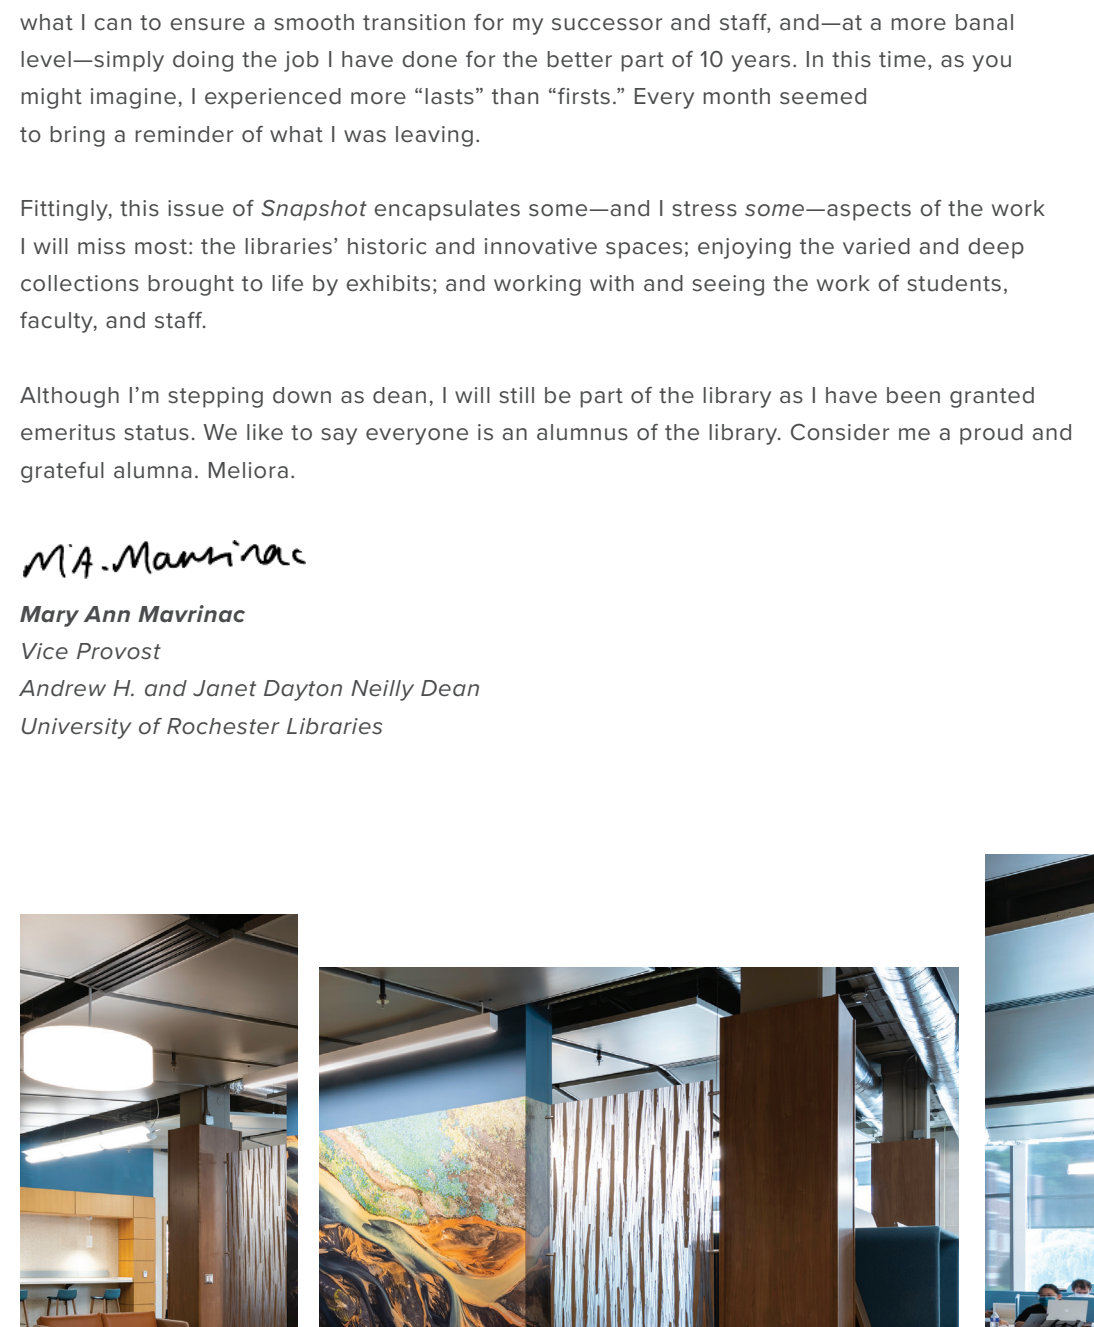 what I can to ensure a smooth transition for my successor and staff, and—at a more banal
level—simply doing the job I have done for the better part of 10 years. In this time, as you
might imagine, I experienced more “lasts” than “firsts.” Every month seemed
to bring a reminder of what I was leaving.
Fittingly, this issue of Snapshot encapsulates some—and I stress some—aspects of the work
I will miss most: the libraries’ historic and innovative spaces; enjoying the varied and deep
collections brought to life by exhibits; and working with and seeing the work of students,
faculty, and staff.
Although I’m stepping down as dean, I will still be part of the library as I have been granted
emeritus status. We like to say everyone is an alumnus of the library. Consider me a proud and
grateful alumna. Meliora.
M A. Mavrinac
Mary Ann Mavrinac
Vice Provost
Andrew H. and Janet Dayton Neilly Dean
University of Rochester Libraries